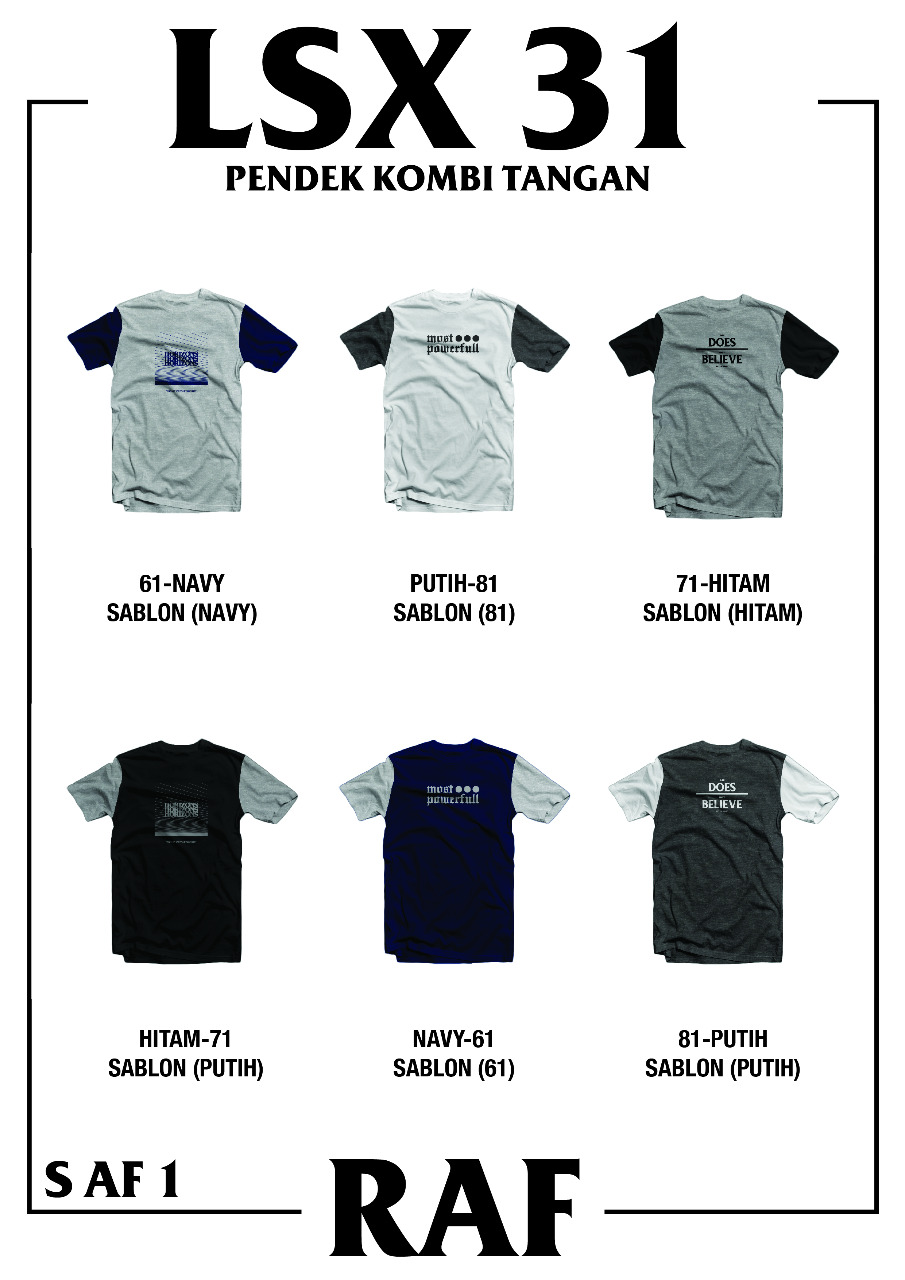 LSX 31
PENDEK KOMBI TANGAN
most
powerfull
DOES
BELIEVE
61-NAVY
SABLON (NAVY)
PUTIH-81
SABLON (81)
71-HITAM
SABLON (HITAM)
most
powerfull
DOES
BELIEVE
HITAM-71
SABLON (PUTIH)
NAVY-61
SABLON (61)
81-PUTIH
SABLON (PUTIH)
S AF 1
RAF